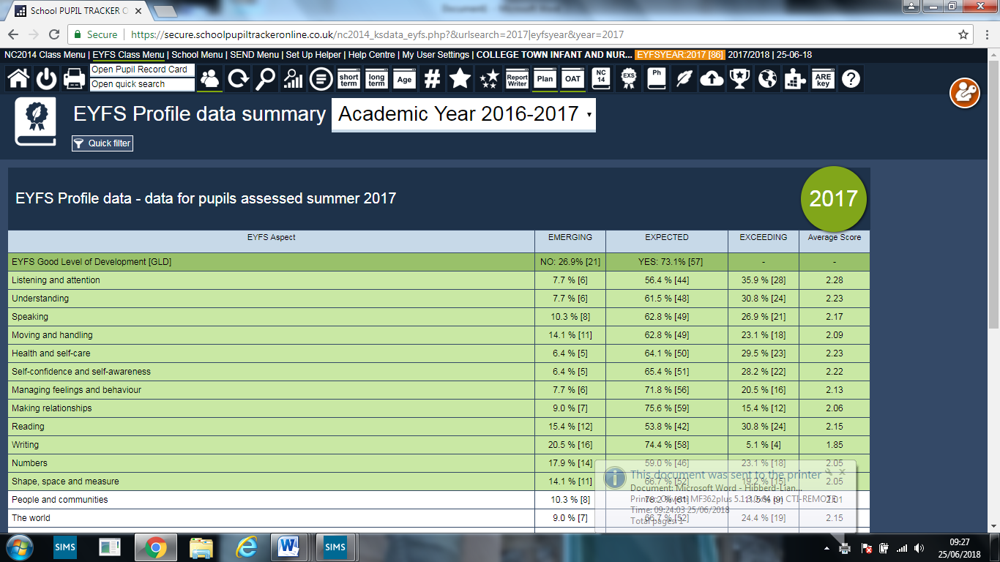 School PUPIL TRACKER O
Document1 - Microsoft Word
Secure https://secure.schoolpupiltrackeronline.co.uk/nc2014_ksdata_eyfs.php?&urlsearch=2017|eyfsyear&year=2017
NC2014 Class Menu | EYFS Class Menu | School Menu | SEND Menu | Set Up Helper | Help Centre | My User Settings | COLLEGE TOWN INFANT AND NUR... EYFSYEAR:2017 [86] 2017/2018 | 25-06-18
Open Pupil Record Card
Open quick search
short term long term Age # Report Writer Plan OAT NC 14 EXS Ph ARE key ?
EYFS Profile data summary Academic Year 2016-2017
Quick filter
EYFS Profile data - data for pupils assessed summer 2017 2017
EYFS Aspect EMERGING EXPECTED EXCEEDING Average Score
EYFS Good Level of Development [GLD] NO: 26.9% [21] YES: 73.1% [57] - -
Listening and attention 7.7 % [6] 56.4 % [44] 35.9 % [28] 2.28
Understanding 7.7 % [6] 61.5 % [48] 30.8 % [24] 2.23
Speaking 10.3 % [8] 62.8 % [49] 26.9 % [21] 2.17
Moving and handling 14.1 % [11] 62.8 % [49] 23.1 % [18] 2.09
Health and self-care 6.4 % [5] 64.1 % [50] 29.5 % [23] 2.23
Self-confidence and self-awareness 6.4 % [5] 65.4 % [51] 28.2 % [22] 2.22
Managing feelings and behaviour 7.7 % [6] 71.8 % [56] 20.5 % [16] 2.13
Making relationships 9.0 % [7] 75.6 % [59] 15.4 % [12] 2.06
Reading 15.4 % [12] 53.8 % [42] 30.8 % [24] 2.15
Writing 20.5 % [16] 74.4 % [58] 5.1 % [4] 1.85
Numbers 17.9 % [14] 59.0 % [46] 23.1 % [18] 2.05
Shape, space and measure 14.1 % [11] 66.7 % [52] 19.2 % [15] 2.05
People and communities 10.3 % [8] 78.2 % [61] 11.5 % [9] 2.01
The world 9.0 % [7] 66.7 % [52] 24.4 % [19] 2.15
This document was sent to the printer
Document: Microsoft Word - Hibberd-Lian...
Printer: Olivetti MF362plus 5.1.3.0x64 on CTI-REMOTE
Time: 09:24:03 25/06/2018
Total pages: 1
SIMS SIMS
09:27
25/06/2018